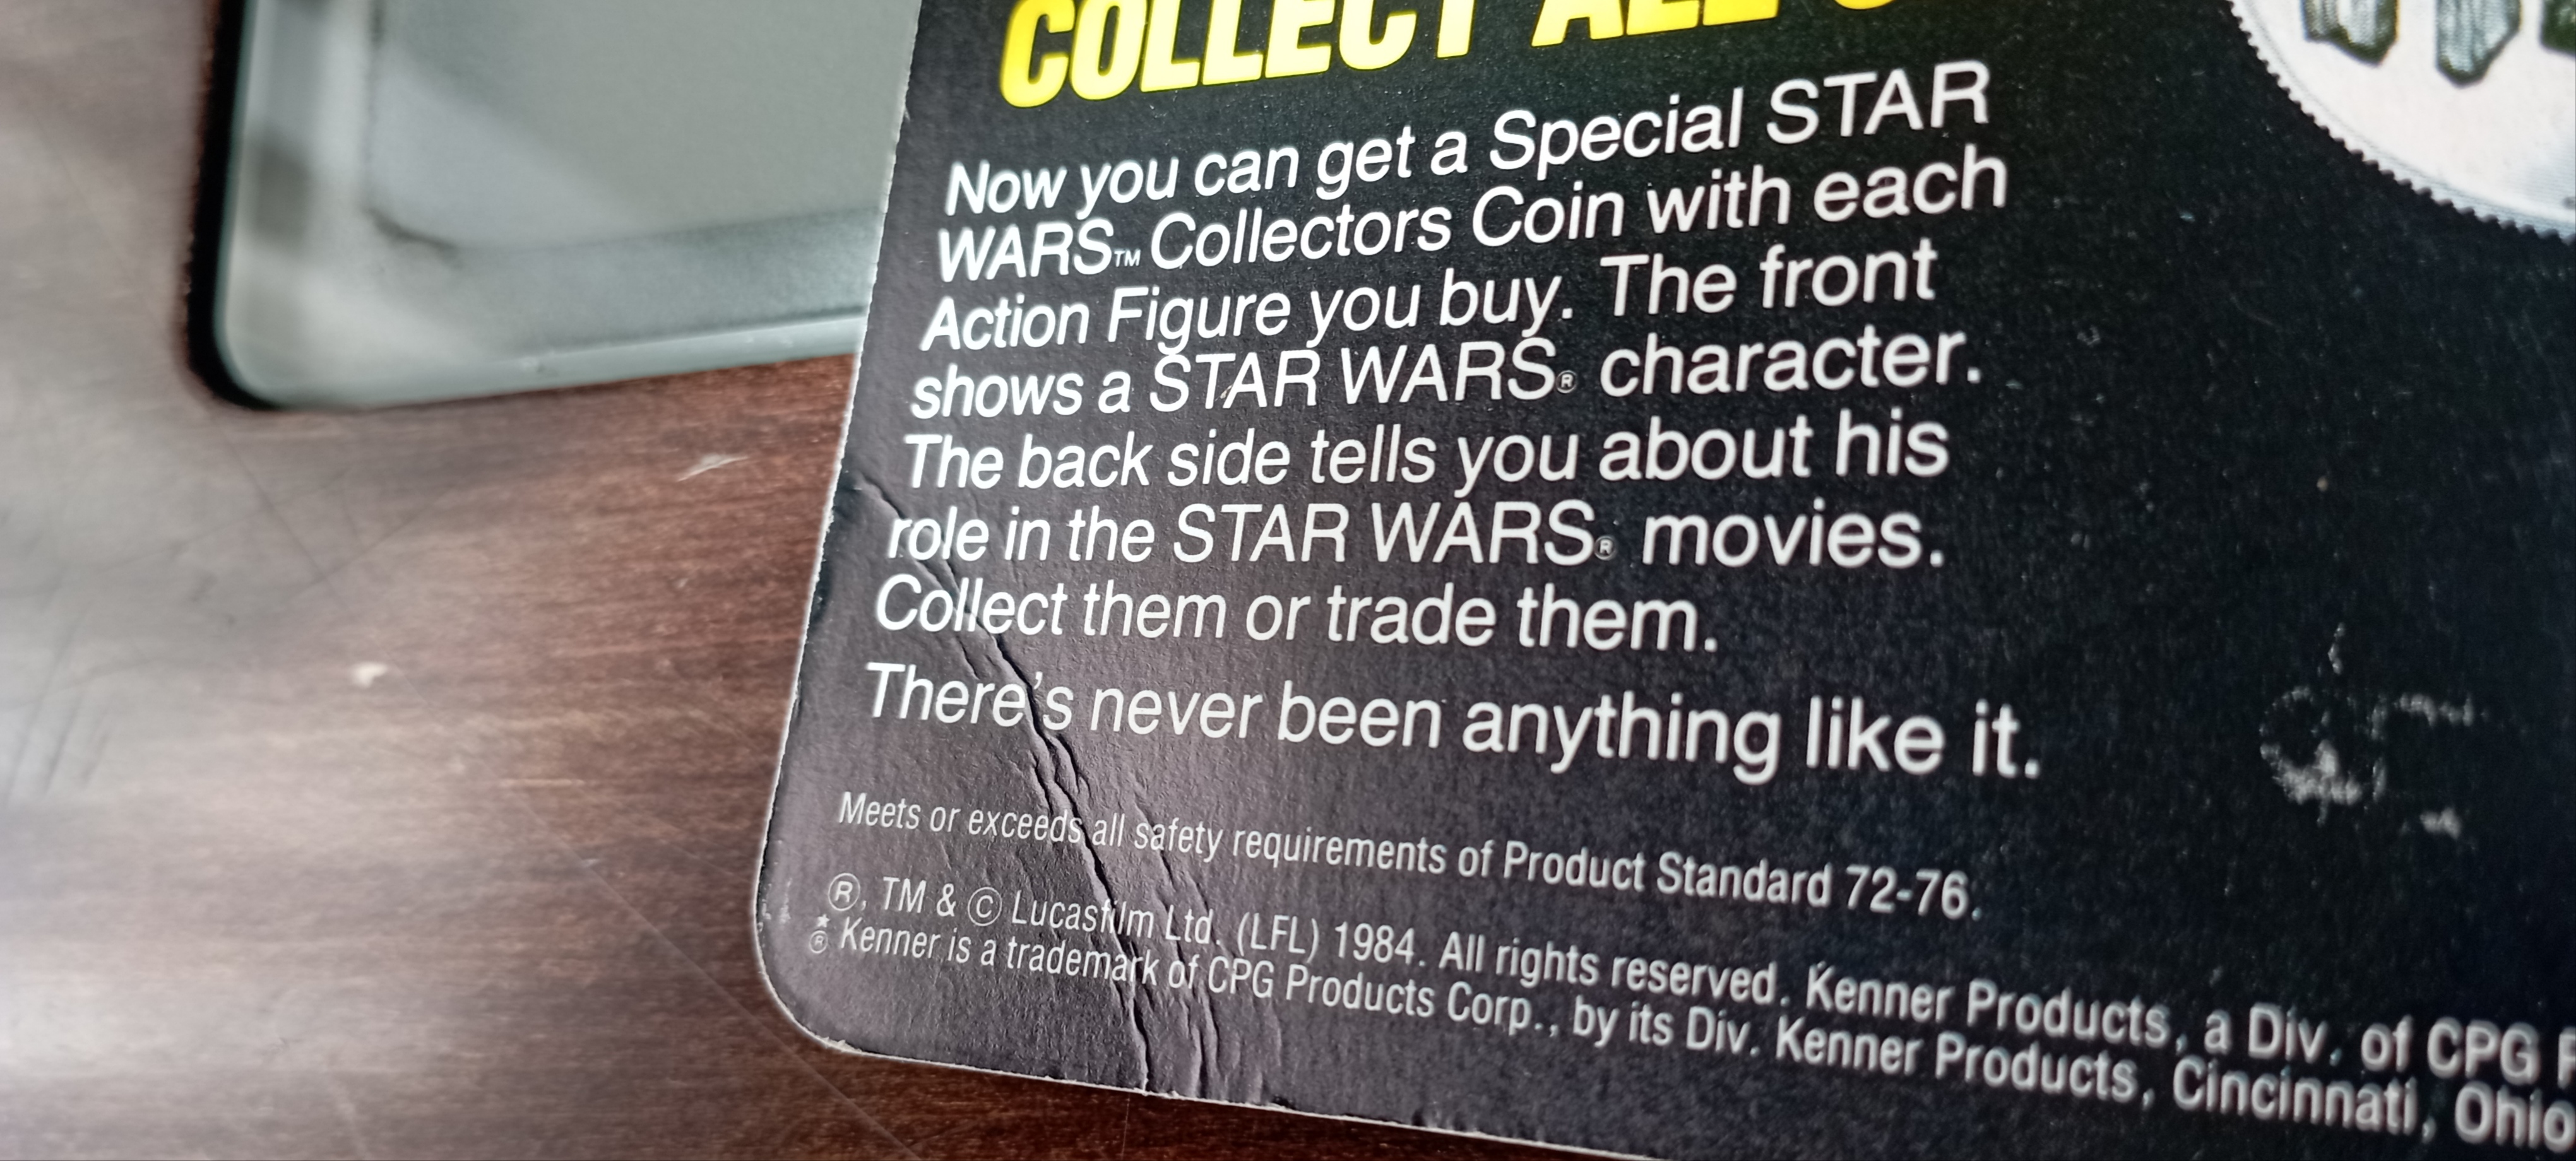 COLLECT ALL
Now you can get a Special STAR
WARS™ Collectors Coin with each
Action Figure you buy. The front
shows a STAR WARS® character.
The back side tells you about his
role in the STAR WARS® movies.
Collect them or trade them.
There's never been anything like it.
Meets or exceeds all safety requirements of Product Standard 72-76.
®, TM & © Lucasfilm Ltd. (LFL) 1984. All rights reserved. Kenner Products, a Div. of CPG
*® Kenner is a trademark of CPG Products Corp., by its Div. Kenner Products, Cincinnati, Ohio